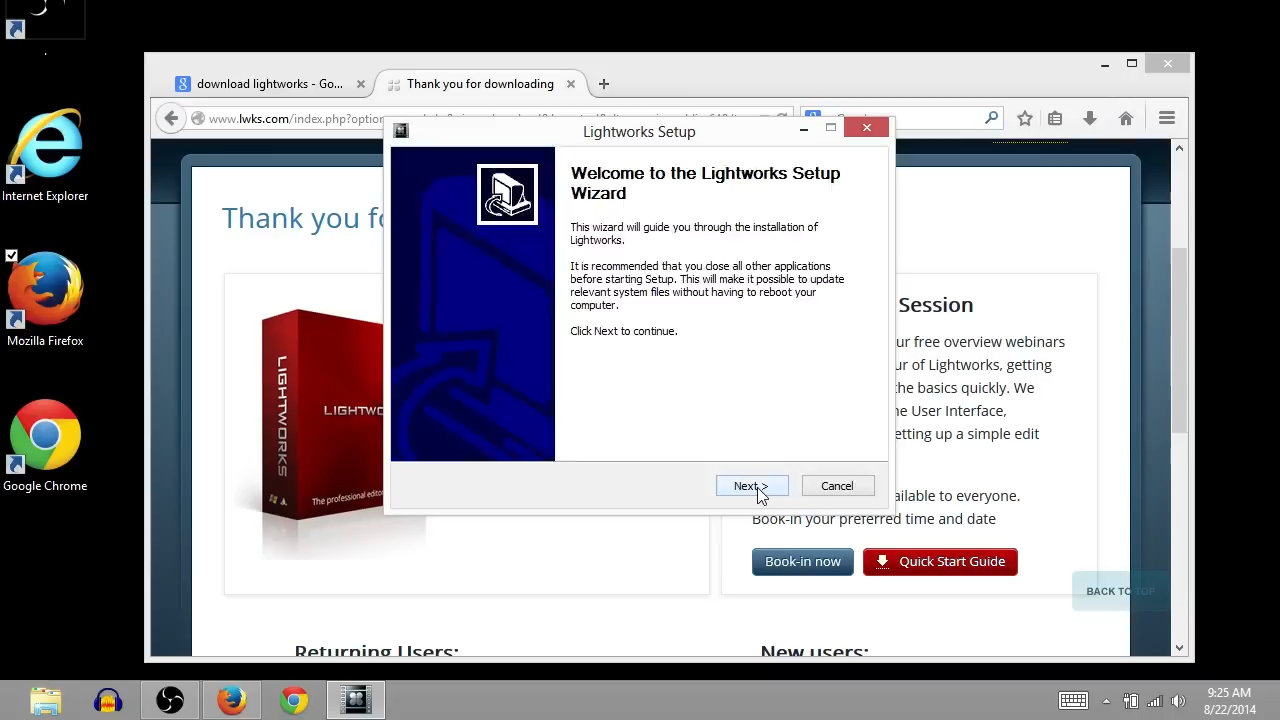 download lightworks - Go...
Thank you for downloading
www.lwks.com/index.php?option
Lightworks Setup
Internet Explorer
Welcome to the Lightworks Setup
Wizard
This wizard will guide you through the installation of
Lightworks.
It is recommended that you close all other applications
before starting Setup. This will make it possible to update
relevant system files without having to reboot your
computer.
Click Next to continue.
Next >
Cancel
Thank you fo
Session
ur free overview webinars
ur of Lightworks, getting
the basics quickly. We
ne User Interface,
etting up a simple edit
ailable to everyone.
Book-in your preferred time and date
Book-in now
Quick Start Guide
BACK TO TOP
Mozilla Firefox
LIGHTWORKS
LIGHTWO
The professional editor
Google Chrome
Returning Users:
New users:
9:25 AM
8/22/2014